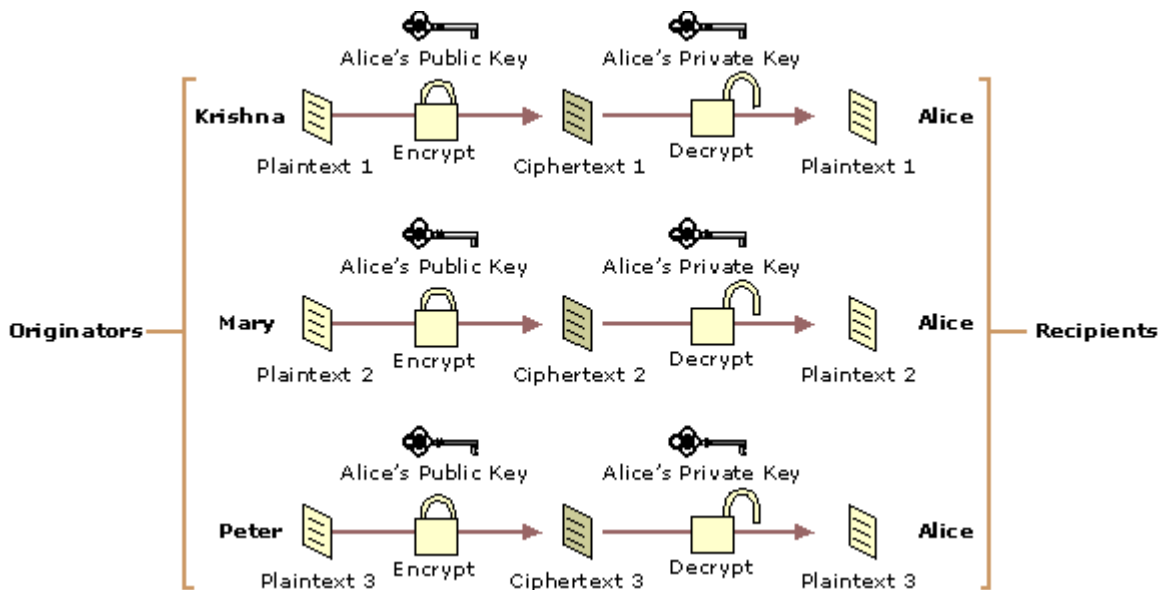 Alice's Public Key
Alice's Private Key
Krishna
Alice
Encrypt
Decrypt
Plaintext 1
Ciphertext 1
Plaintext 1
Alice's Public Key
Alice's Private Key
Originators
Mary
Alice
Recipients
Encrypt
Decrypt
Plaintext 2
Ciphertext 2
Plaintext 2
Alice's Public Key
Alice's Private Key
Peter
Alice
Encrypt
Decrypt
Plaintext 3
Ciphertext 3
Plaintext 3